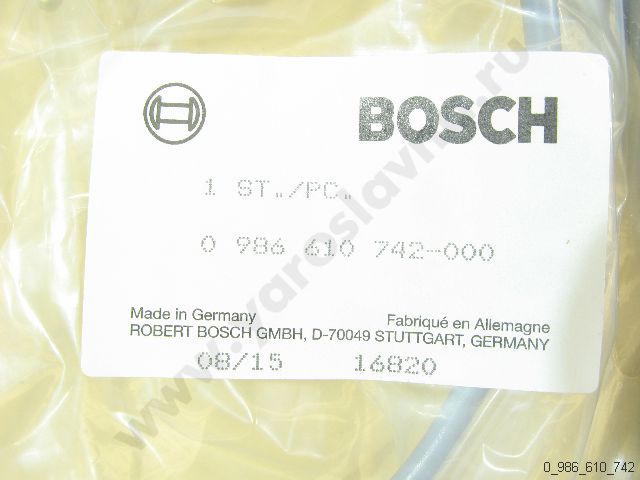 BOSCH
1 ST./PC.
0 986 610 742-000
Made in Germany Fabriqué en Allemagne
ROBERT BOSCH GMBH, D-70049 STUTTGART, GERMANY
08/15 16820
0_986_610_742